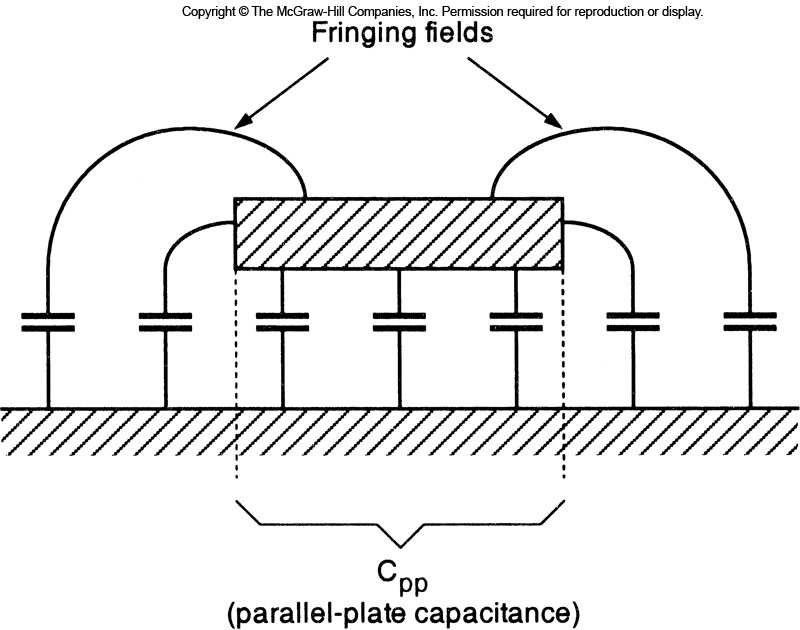 Copyright © The McGraw-Hill Companies, Inc. Permission required for reproduction or display.
Fringing fields
Cpp
(parallel-plate capacitance)